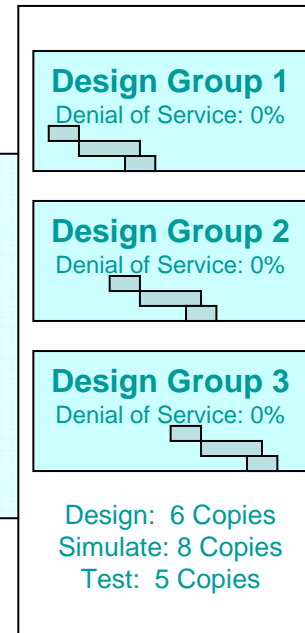 Design Group 1
Denial of Service: 0%
Design Group 2
Denial of Service: 0%
Design Group 3
Denial of Service: 0%
Design: 6 Copies
Simulate: 8 Copies
Test: 5 Copies